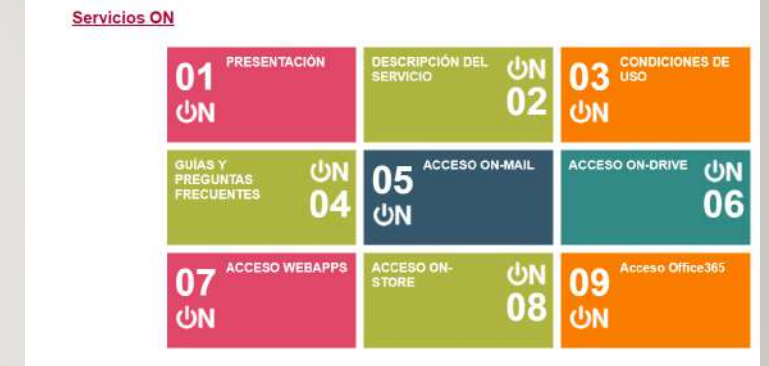 Servicios ON
01 PRESENTACIÓN
ON
DESCRIPCIÓN DEL
SERVICIO
ON
02
03 CONDICIONES DE
USO
ON
GUÍAS Y
PREGUNTAS
FRECUENTES
ON
04
05 ACCESO ON-MAIL
ON
ACCESO ON-DRIVE
ON
06
07 ACCESO WEBAPPS
ON
ACCESO ON-
STORE
ON
08
09 Acceso Office365
ON